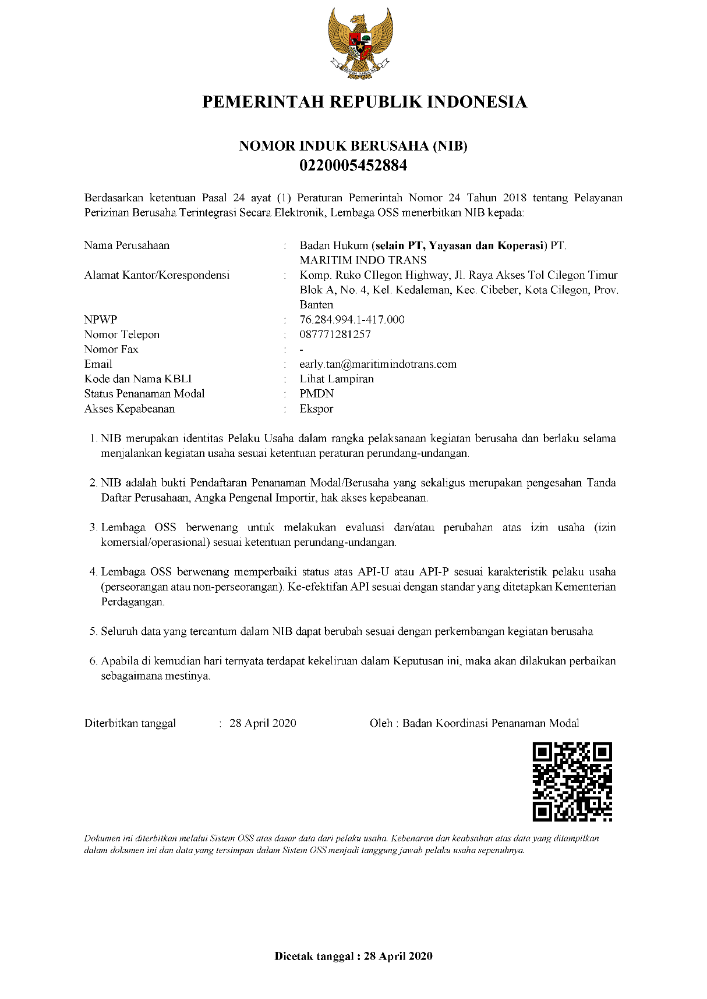 PEMERINTAH REPUBLIK INDONESIA
NOMOR INDUK BERUSAHA (NIB)
0220005452884
Berdasarkan ketentuan Pasal 24 ayat (1) Peraturan Pemerintah Nomor 24 Tahun 2018 tentang Pelayanan
Perizinan Berusaha Terintegrasi Secara Elektronik, Lembaga OSS menerbitkan NIB kepada:
Nama Perusahaan : Badan Hukum (selain PT, Yayasan dan Koperasi) PT.
MARITIM INDO TRANS
Alamat Kantor/Korespondensi : Komp. Ruko CIlegon Highway, Jl. Raya Akses Tol Cilegon Timur
Blok A, No. 4, Kel. Kedaleman, Kec. Cibeber, Kota Cilegon, Prov.
Banten
NPWP : 76.284.994.1-417.000
Nomor Telepon : 087771281257
Nomor Fax : -
Email : early.tan@maritimindotrans.com
Kode dan Nama KBLI : Lihat Lampiran
Status Penanaman Modal : PMDN
Akses Kepabeanan : Ekspor
1. NIB merupakan identitas Pelaku Usaha dalam rangka pelaksanaan kegiatan berusaha dan berlaku selama
menjalankan kegiatan usaha sesuai ketentuan peraturan perundang-undangan.
2. NIB adalah bukti Pendaftaran Penanaman Modal/Berusaha yang sekaligus merupakan pengesahan Tanda
Daftar Perusahaan, Angka Pengenal Importir, hak akses kepabeanan.
3. Lembaga OSS berwenang untuk melakukan evaluasi dan/atau perubahan atas izin usaha (izin
komersial/operasional) sesuai ketentuan perundang-undangan.
4. Lembaga OSS berwenang memperbaiki status atas API-U atau API-P sesuai karakteristik pelaku usaha
(perseorangan atau non-perseorangan). Ke-efektifan API sesuai dengan standar yang ditetapkan Kementerian
Perdagangan.
5. Seluruh data yang tercantum dalam NIB dapat berubah sesuai dengan perkembangan kegiatan berusaha
6. Apabila di kemudian hari ternyata terdapat kekeliruan dalam Keputusan ini, maka akan dilakukan perbaikan
sebagaimana mestinya.
Diterbitkan tanggal : 28 April 2020 Oleh : Badan Koordinasi Penanaman Modal
Dokumen ini diterbitkan melalui Sistem OSS atas dasar data dari pelaku usaha. Kebenaran dan keabsahan atas data yang ditampilkan
dalam dokumen ini dan data yang tersimpan dalam Sistem OSS menjadi tanggung jawab pelaku usaha sepenuhnya.
Dicetak tanggal : 28 April 2020